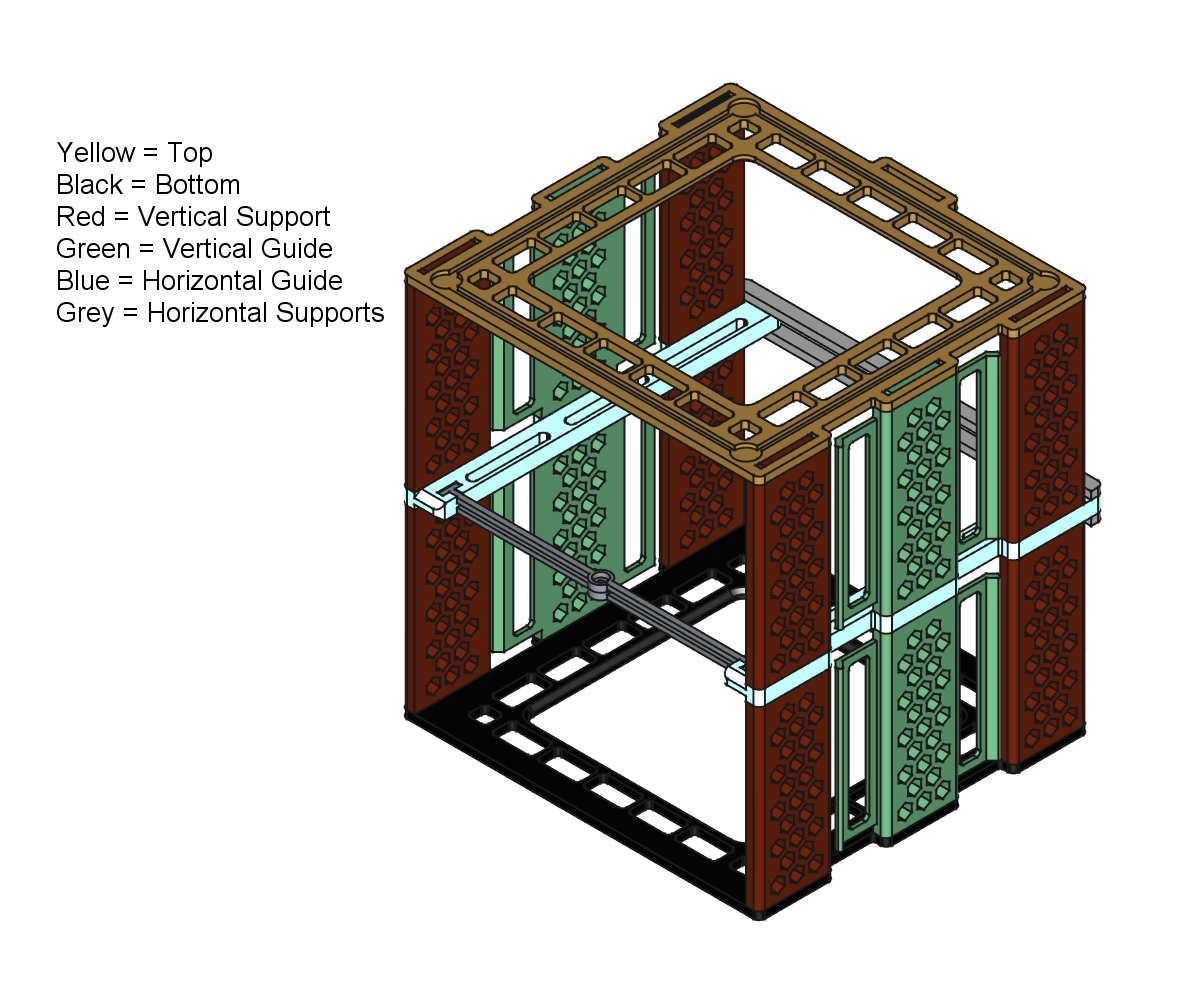 Yellow = Top
Black = Bottom
Red = Vertical Support
Green = Vertical Guide
Blue = Horizontal Guide
Grey = Horizontal Supports